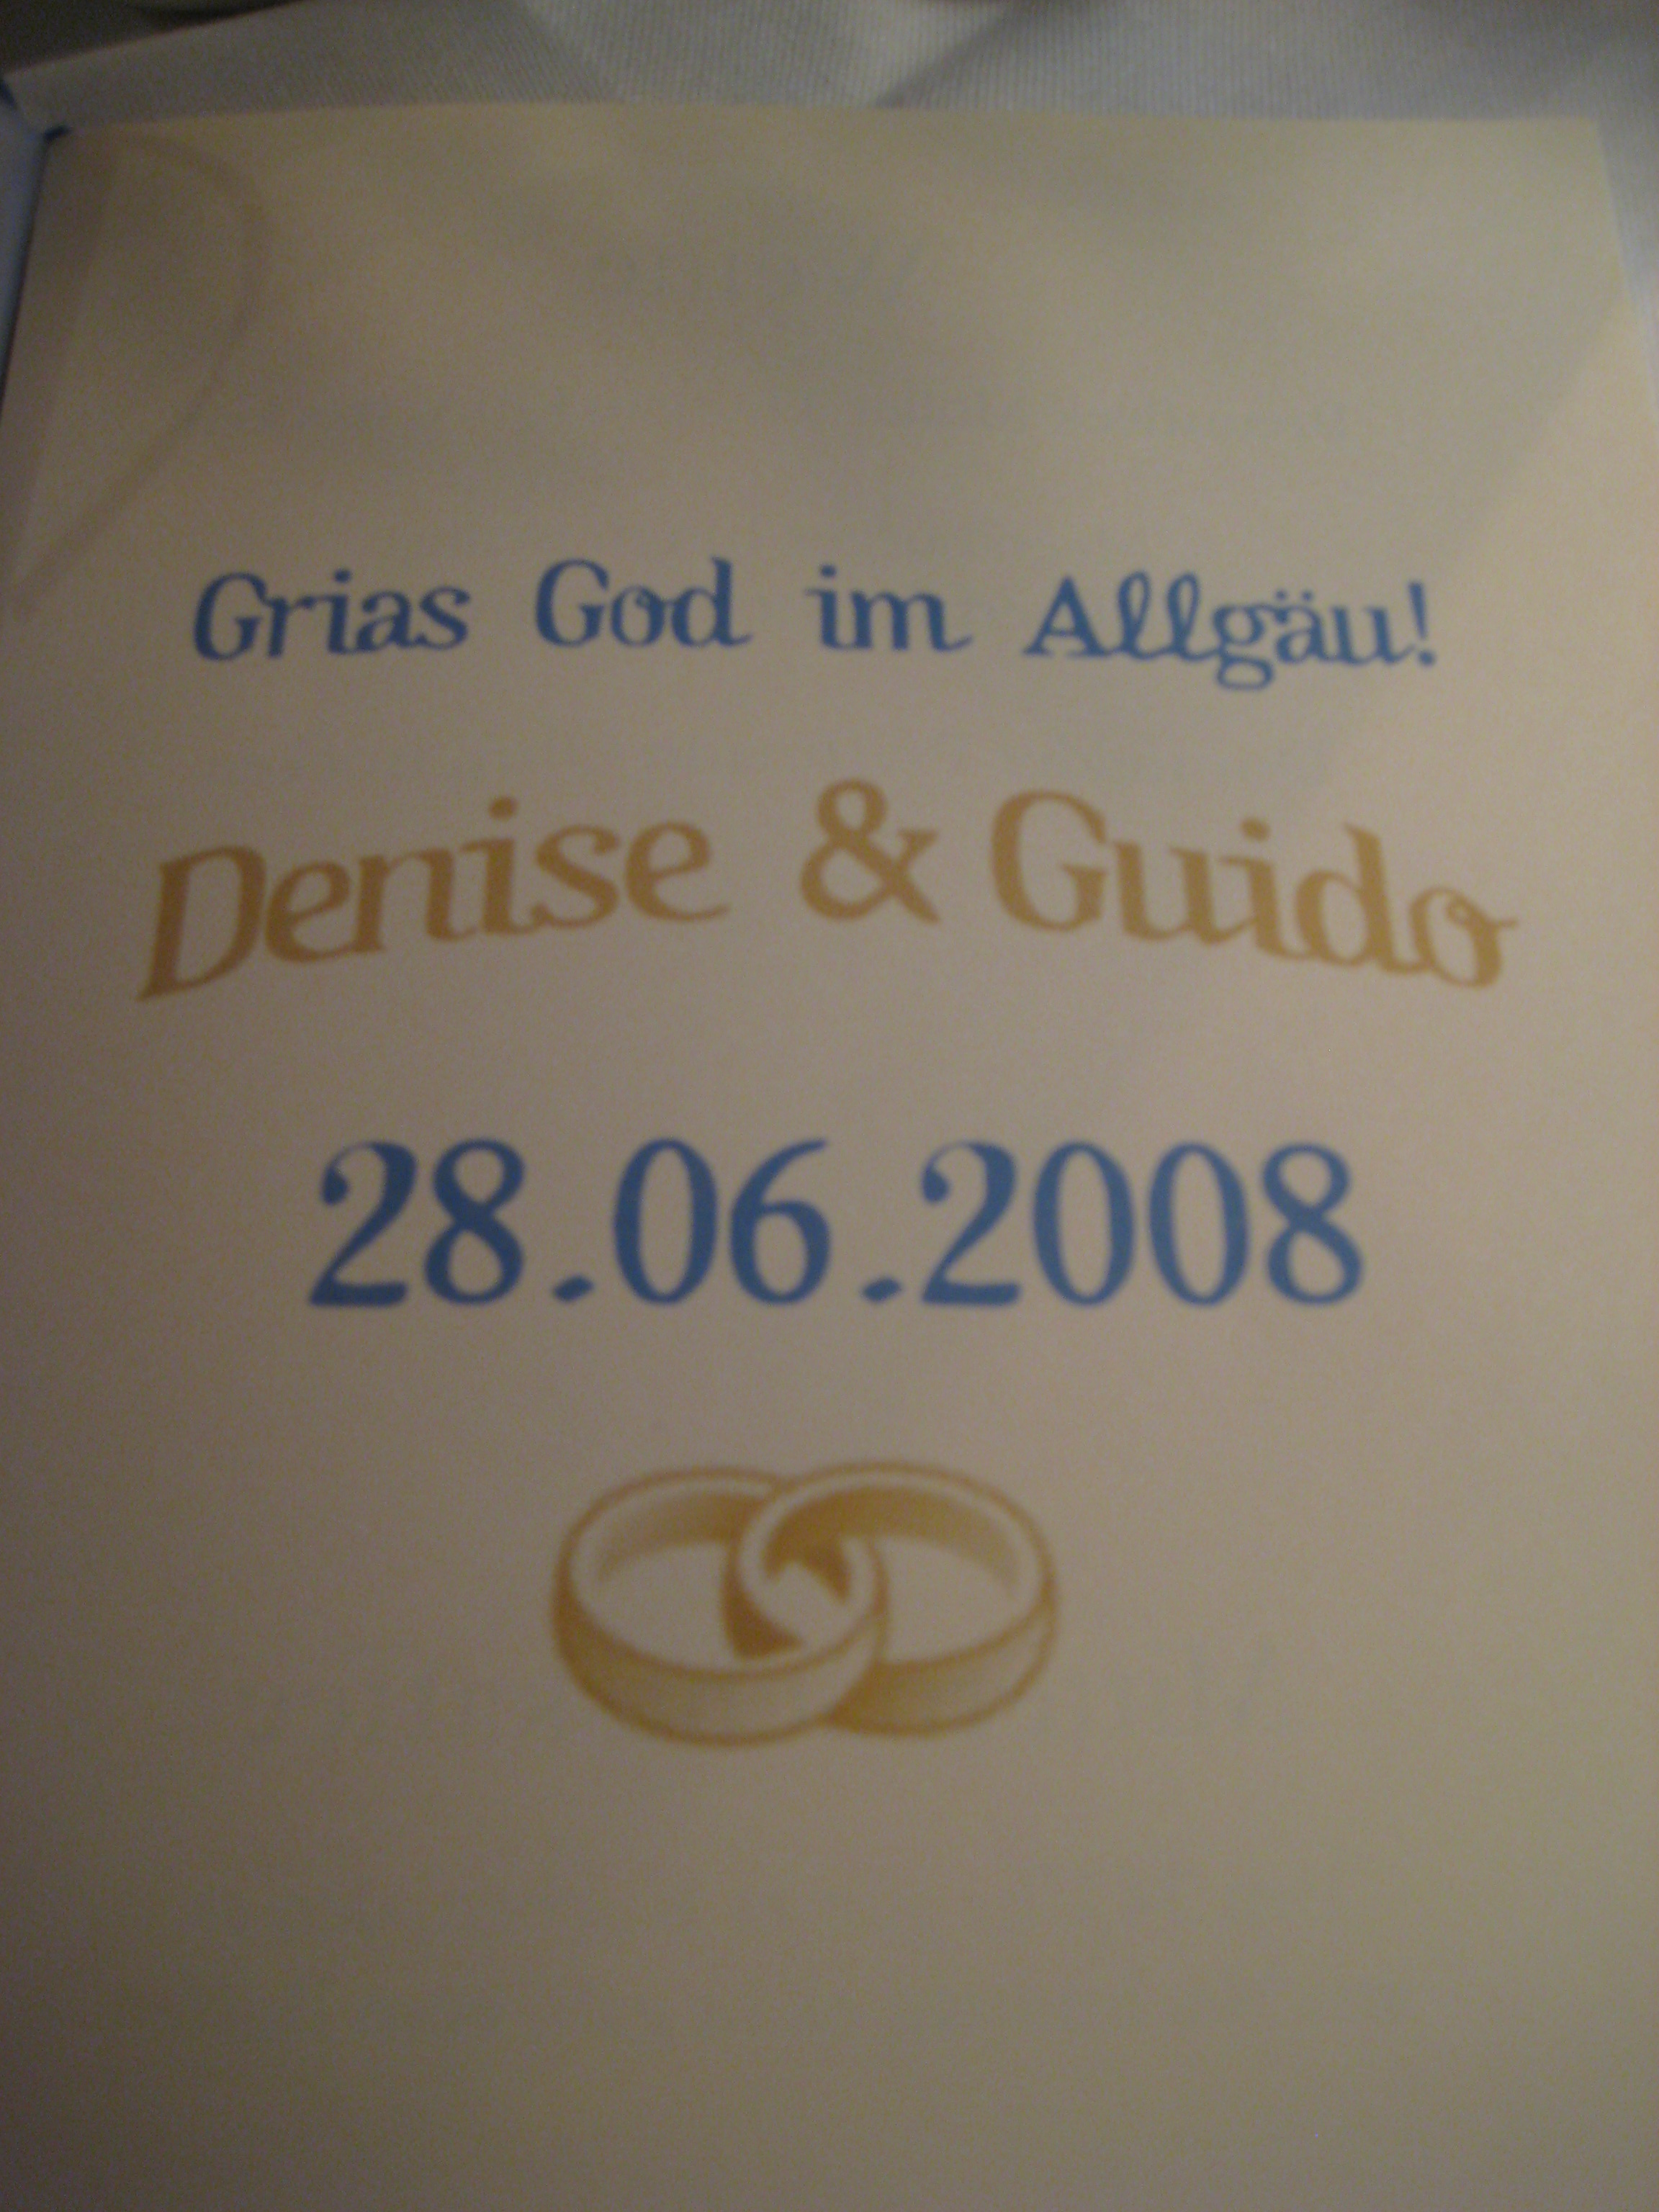 Grias God im Allgäu!
Denise & Guido
28.06.2008